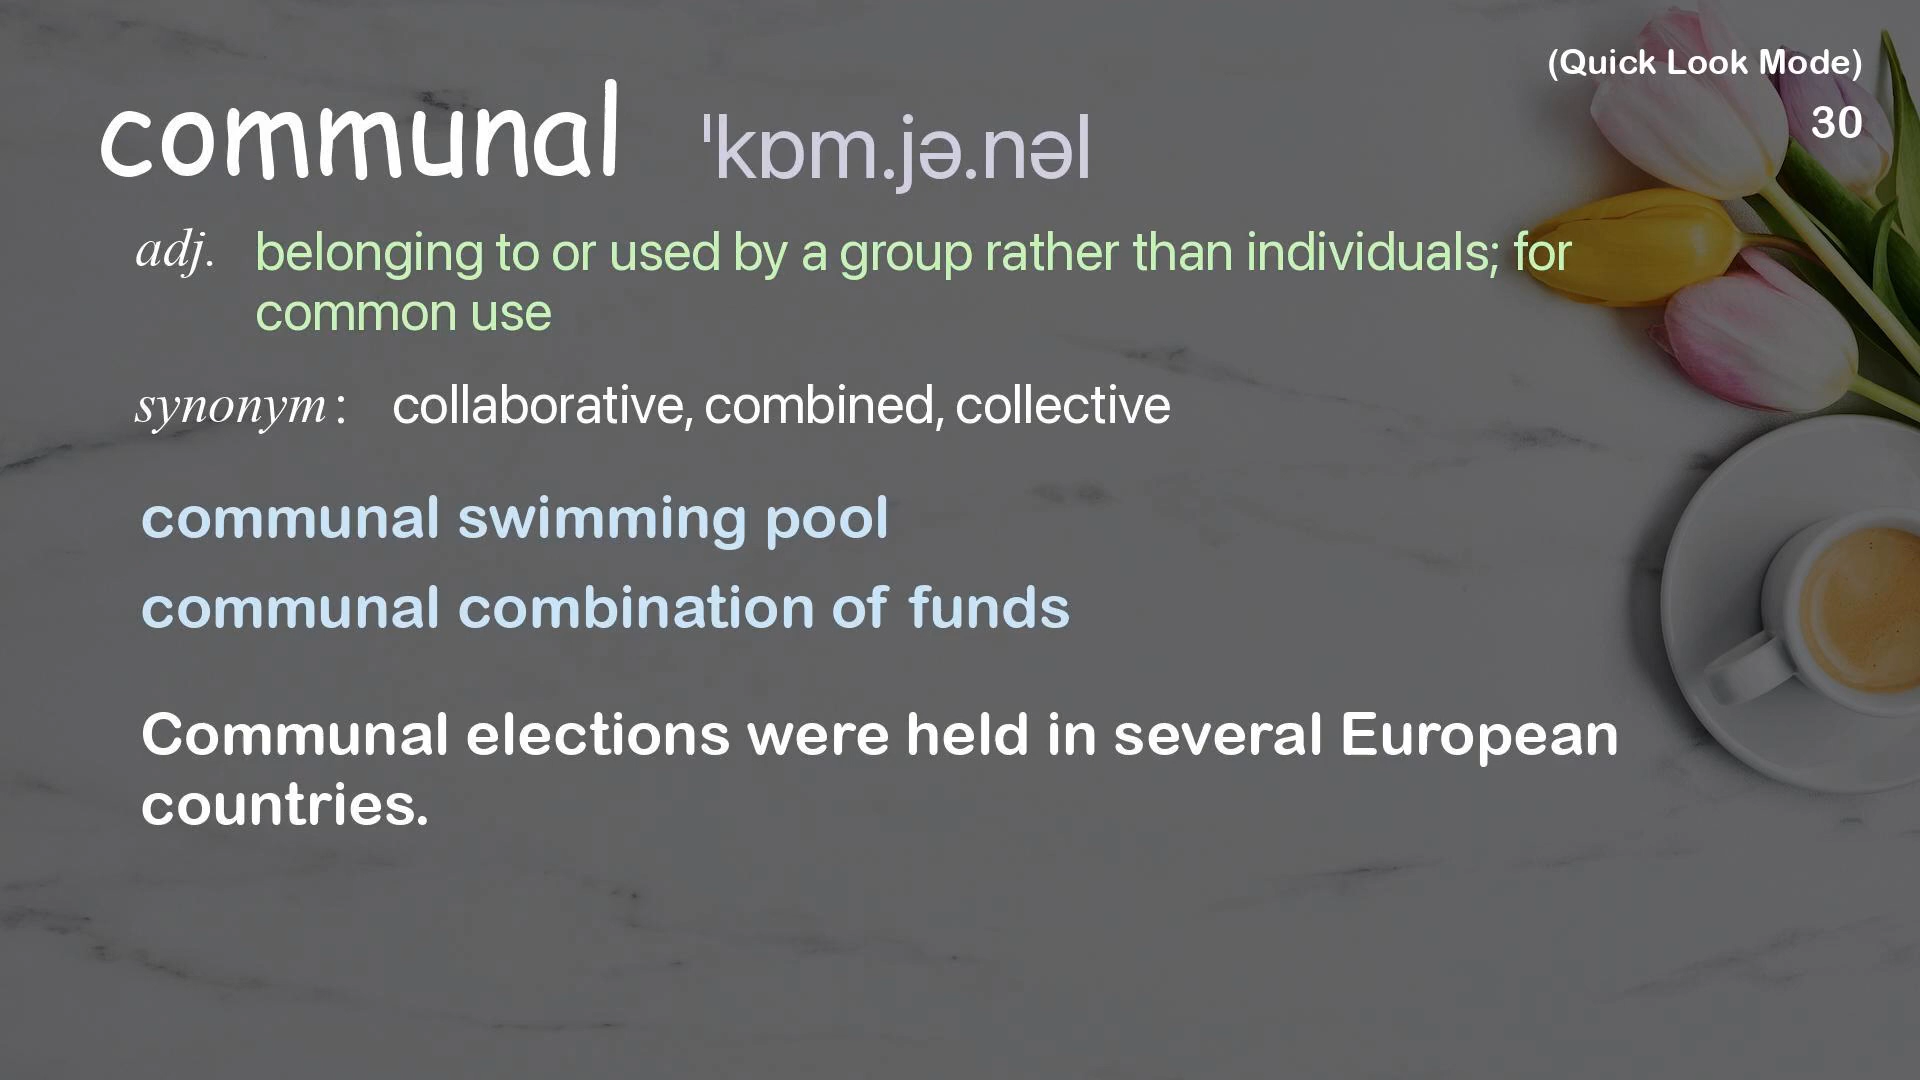 (Quick Look Mode)
30
communal ˈkɒm.jə.nəl
adj. belonging to or used by a group rather than individuals; for
common use
synonym: collaborative, combined, collective
communal swimming pool
communal combination of funds
Communal elections were held in several European
countries.